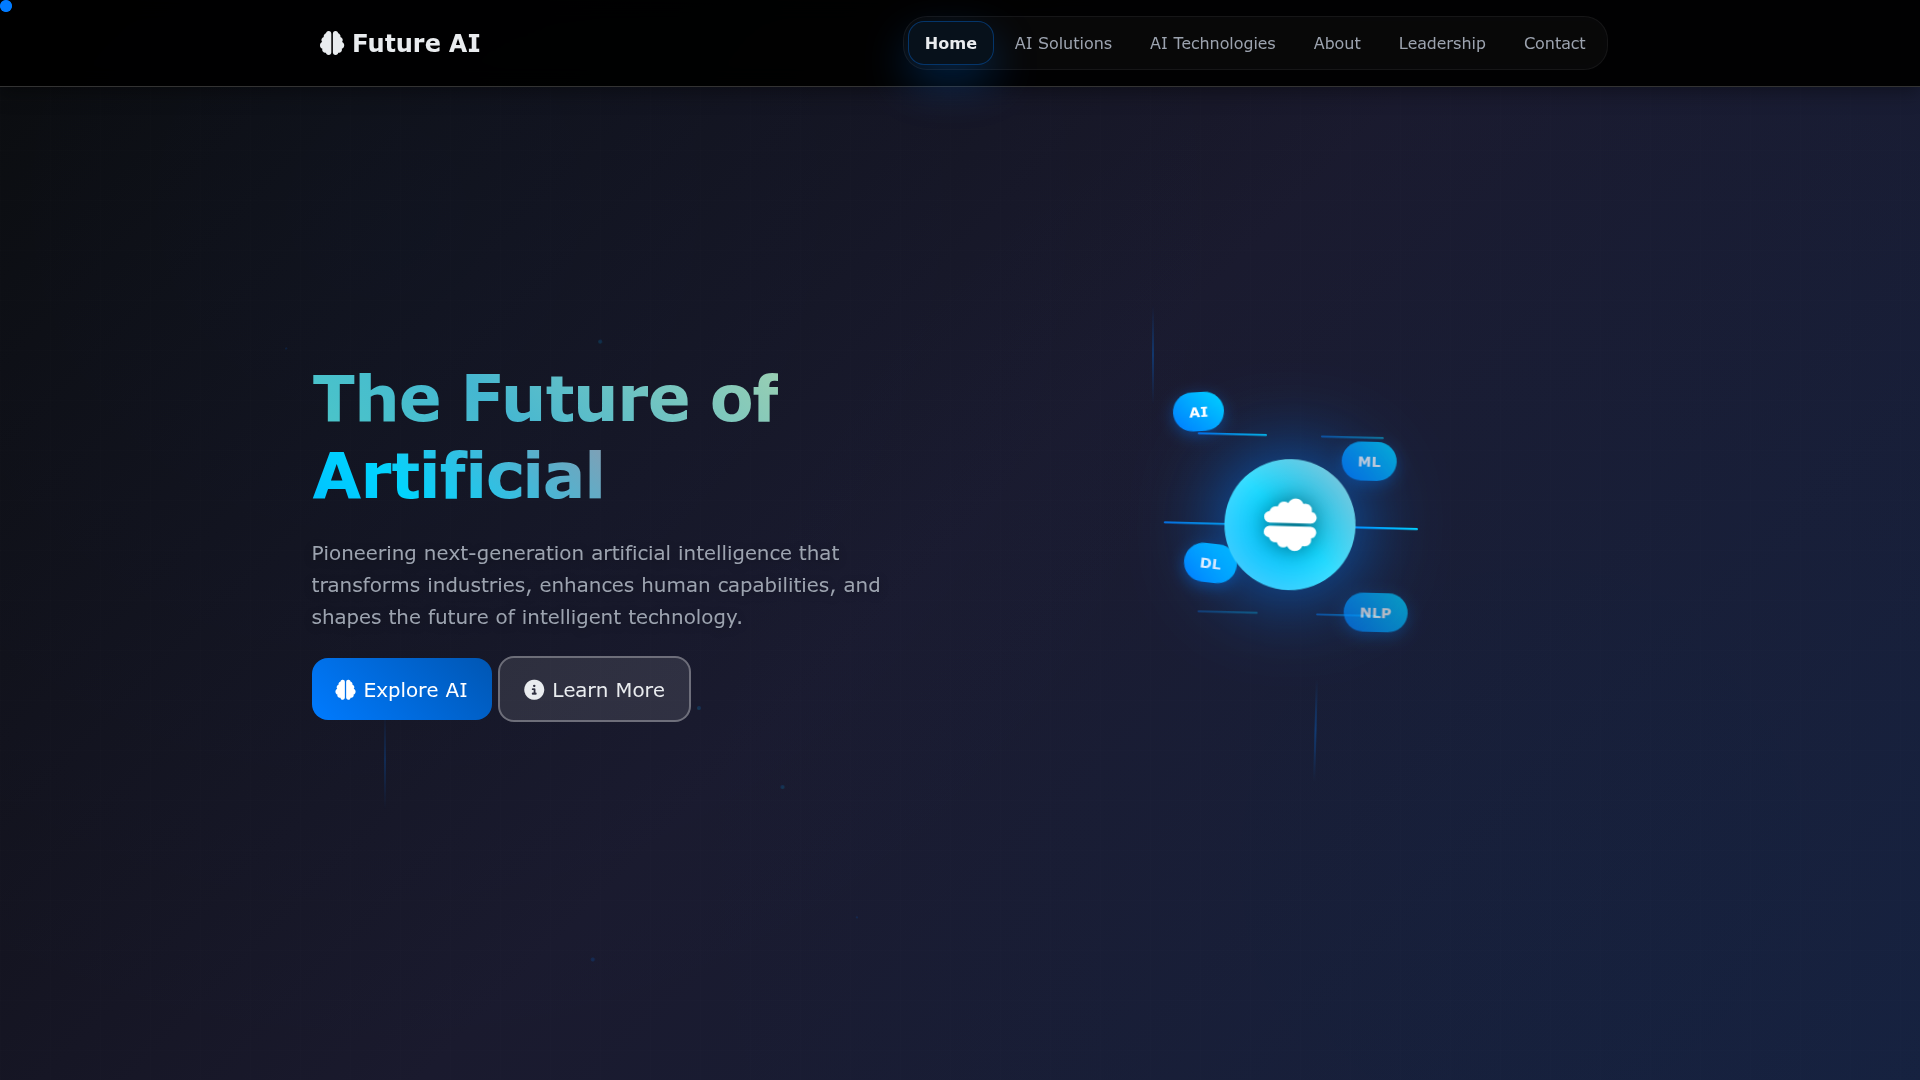 Future AI
Home
AI Solutions
AI Technologies
About
Leadership
Contact
The Future of
Artificial
Pioneering next-generation artificial intelligence that
transforms industries, enhances human capabilities, and
shapes the future of intelligent technology.
Explore AI
Learn More
AI
ML
DL
NLP